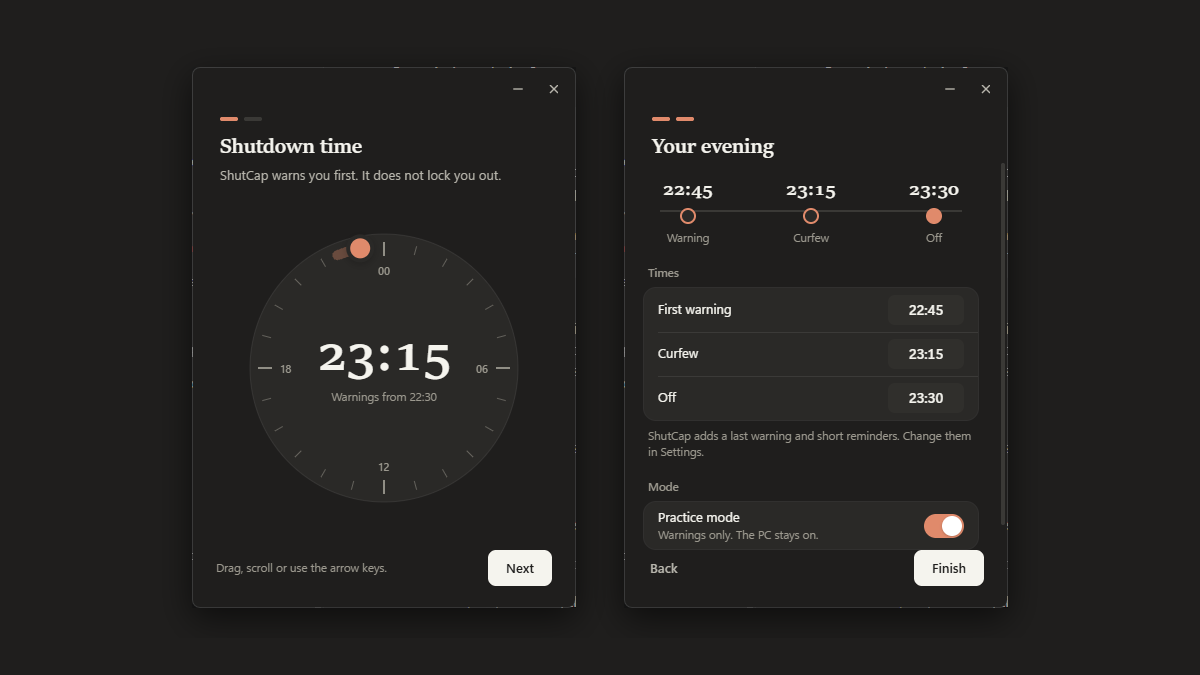 Shutdown time
ShutCap warns you first. It does not lock you out.
00
18
23:15
06
Warnings from 22:30
12
Drag, scroll or use the arrow keys.
Next
Your evening
22:45
23:15
23:30
Warning
Curfew
Off
Times
First warning
22:45
Curfew
23:15
Off
23:30
ShutCap adds a last warning and short reminders. Change them
in Settings.
Mode
Practice mode
Warnings only. The PC stays on.
Back
Finish